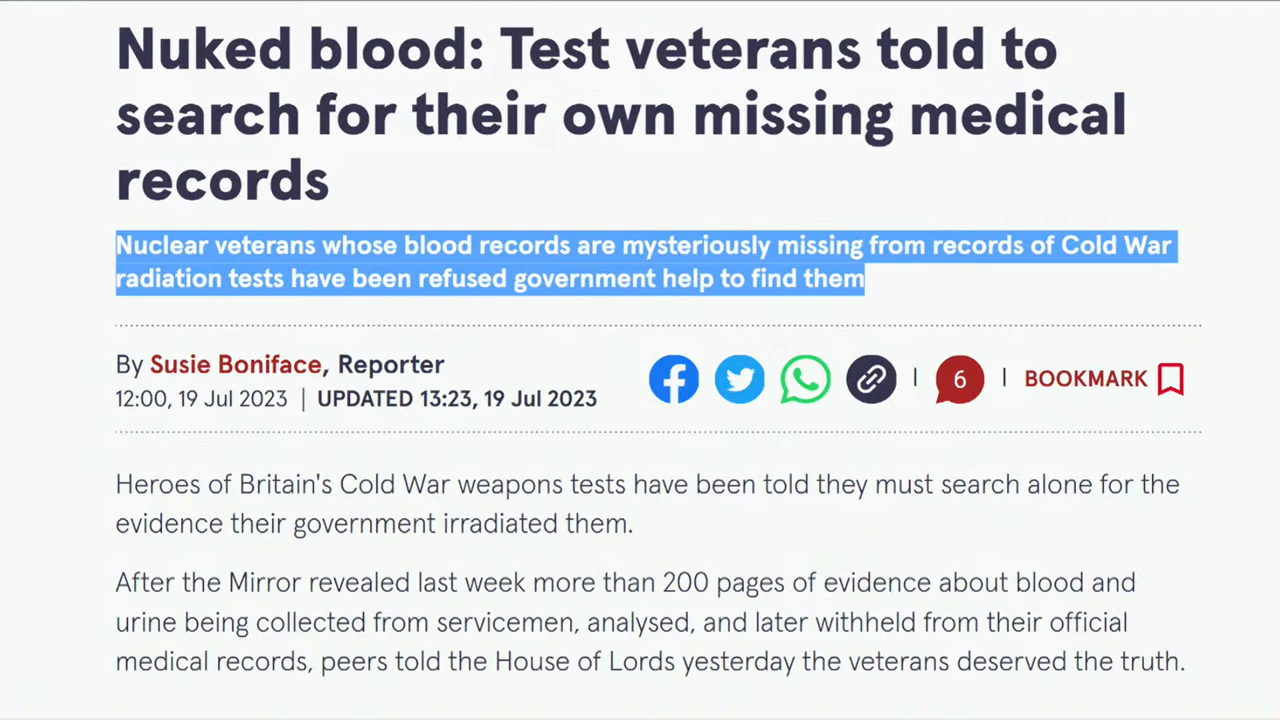 Nuked blood: Test veterans told to
search for their own missing medical
records
Nuclear veterans whose blood records are mysteriously missing from records of Cold War
radiation tests have been refused government help to find them
By Susie Boniface, Reporter
12:00, 19 Jul 2023 | UPDATED 13:23, 19 Jul 2023
6 | BOOKMARK
Heroes of Britain's Cold War weapons tests have been told they must search alone for the
evidence their government irradiated them.
After the Mirror revealed last week more than 200 pages of evidence about blood and
urine being collected from servicemen, analysed, and later withheld from their official
medical records, peers told the House of Lords yesterday the veterans deserved the truth.